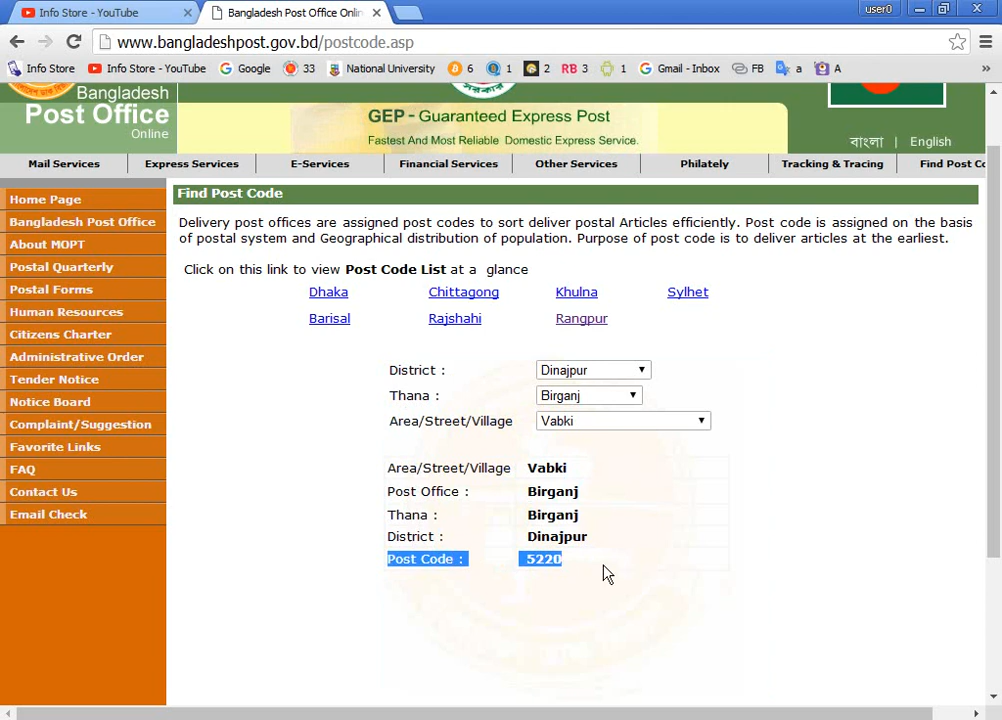 Info Store - YouTube
Bangladesh Post Office Onlin
user0
www.bangladeshpost.gov.bd/postcode.asp
Info Store
Info Store - YouTube
Google
33
National University
6
1
2
RB 3
1
Gmail - Inbox
FB
a
A
»
Bangladesh
Post Office
Online
সরকার
GEP - Guaranteed Express Post
Fastest And Most Reliable Domestic Express Service.
বাংলা | English
Mail Services
Express Services
E-Services
Financial Services
Other Services
Philately
Tracking & Tracing
Find Post Co
Home Page
Bangladesh Post Office
About MOPT
Postal Quarterly
Postal Forms
Human Resources
Citizens Charter
Administrative Order
Tender Notice
Notice Board
Complaint/Suggestion
Favorite Links
FAQ
Contact Us
Email Check
Find Post Code
Delivery post offices are assigned post codes to sort deliver postal Articles efficiently. Post code is assigned on the basis
of postal system and Geographical distribution of population. Purpose of post code is to deliver articles at the earliest.
Click on this link to view Post Code List at a glance
Dhaka Chittagong Khulna Sylhet
Barisal Rajshahi Rangpur
District : Dinajpur
Thana : Birganj
Area/Street/Village Vabki
Area/Street/Village Vabki
Post Office : Birganj
Thana : Birganj
District : Dinajpur
Post Code : 5220